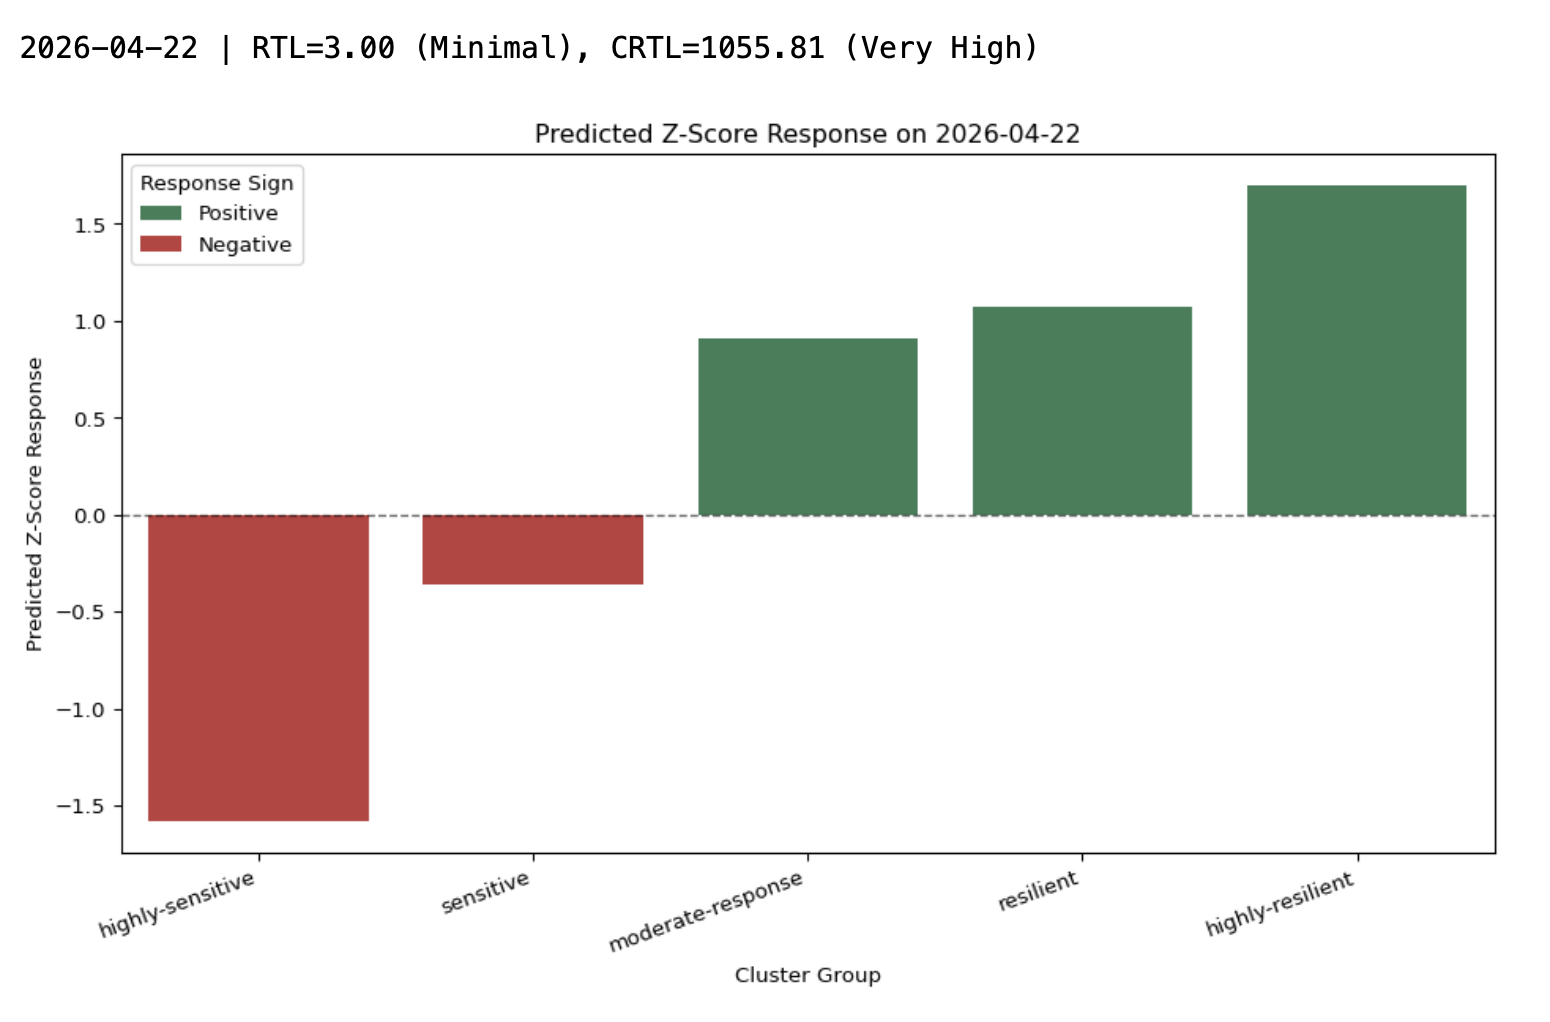 2026-04-22 | RTL=3.00 (Minimal), CRTL=1055.81 (Very High)
Predicted Z-Score Response on 2026-04-22
Response Sign
Positive
Negative
Predicted Z-Score Response
1.5
1.0
0.5
0.0
−0.5
−1.0
−1.5
highly-sensitive
sensitive
moderate-response
resilient
highly-resilient
Cluster Group